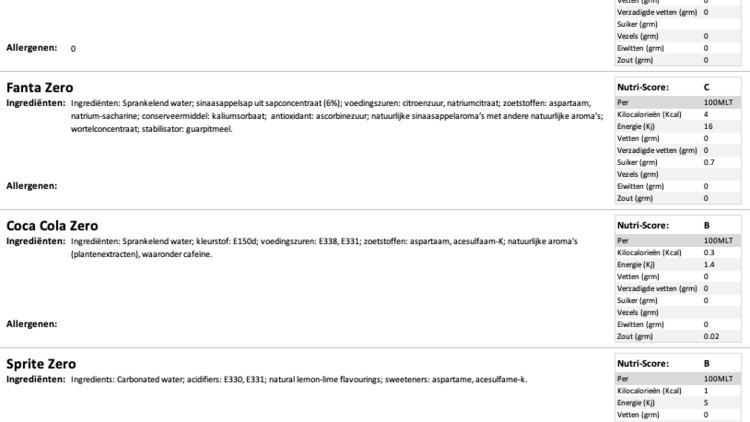 Vetten (grm) 0
Verzadigde vetten (grm) 0
Suiker (grm)
Vezels (grm) 0
Allergenen: 0
Eiwitten (grm) 0
Zout (grm) 0
Fanta Zero
Nutri-Score: C
Ingrediënten: Ingrediënten: Sprankelend water; sinaasappelsap uit sapconcentraat (6%); voedingszuren: citroenzuur, natriumcitraat; zoetstoffen: aspartaam,
natrium-sacharine; conserveermiddel: kaliumsorbaat; antioxidant: ascorbinezuur; natuurlijke sinaasappelaroma's met andere natuurlijke aroma's;
wortelconcentraat; stabilisator: guarpitmeel.
Per 100MLT
Kilocalorieën (Kcal) 4
Energie (Kj) 16
Vetten (grm) 0
Verzadigde vetten (grm) 0
Suiker (grm) 0.7
Vezels (grm)
Allergenen:
Eiwitten (grm) 0
Zout (grm) 0
Coca Cola Zero
Nutri-Score: B
Ingrediënten: Ingrediënten: Sprankelend water; kleurstof: E150d; voedingszuren: E338, E331; zoetstoffen: aspartaam, acesulfaam-K; natuurlijke aroma's
(plantenextracten), waaronder cafeïne.
Per 100MLT
Kilocalorieën (Kcal) 0.3
Energie (Kj) 1.4
Vetten (grm) 0
Verzadigde vetten (grm) 0
Suiker (grm) 0
Vezels (grm)
Allergenen:
Eiwitten (grm) 0
Zout (grm) 0.02
Sprite Zero
Nutri-Score: B
Ingrediënten: Ingredients: Carbonated water; acidifiers: E330, E331; natural lemon-lime flavourings; sweeteners: aspartame, acesulfame-k.
Per 100MLT
Kilocalorieën (Kcal) 1
Energie (Kj) 5
Vetten (grm) 0